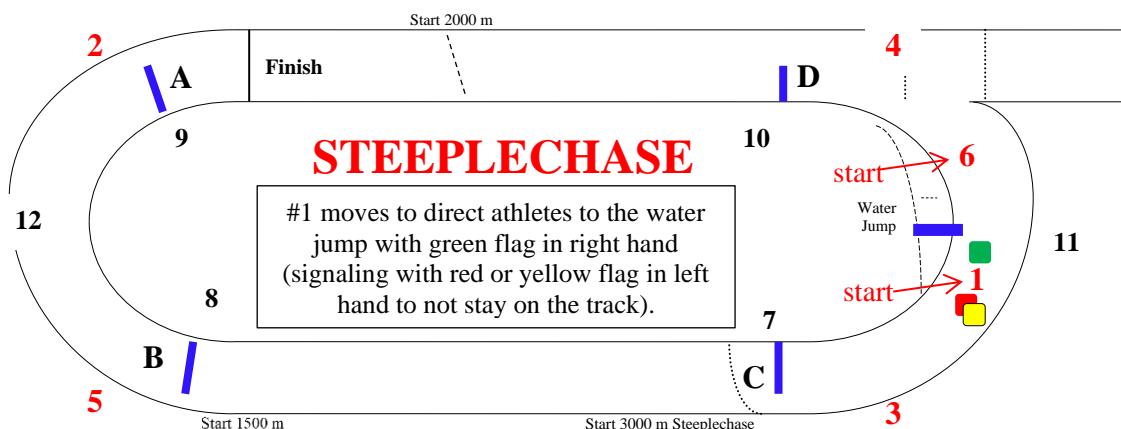 Start 2000 m
2
4
A
Finish
D
9
10
6
STEEPLECHASE
start
12
#1 moves to direct athletes to the water
jump with green flag in right hand
(signaling with red or yellow flag in left
hand to not stay on the track).
Water
Jump
11
1
start
8
7
B
C
5
3
Start 1500 m
Start 3000 m Steeplechase